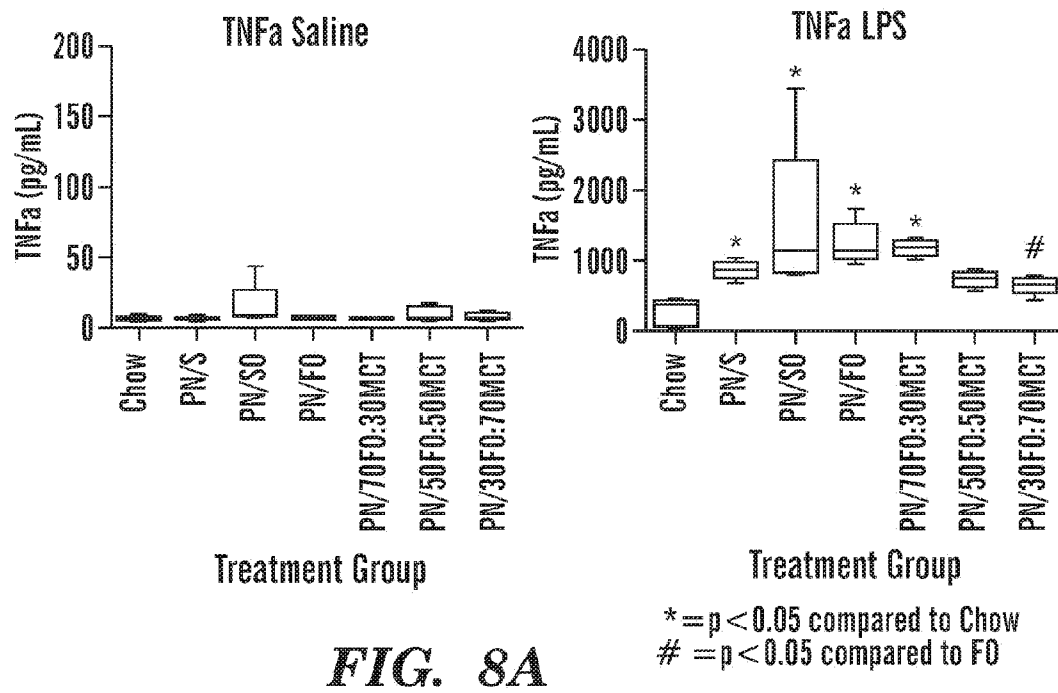 TNFa Saline
TNFa (pg/mL)
200
150
100
50
0
Chow
PN/S
PN/SO
PN/FO
PN/70FO:30MCT
PN/50FO:50MCT
PN/30FO:70MCT
Treatment Group
TNFa LPS
TNFa (pg/mL)
4000
3000
2000
1000
0
*
*
*
*
#
Chow
PN/S
PN/SO
PN/FO
PN/70FO:30MCT
PN/50FO:50MCT
PN/30FO:70MCT
Treatment Group
*=p<0.05 compared to Chow
# =p<0.05 compared to FO
FIG. 8A